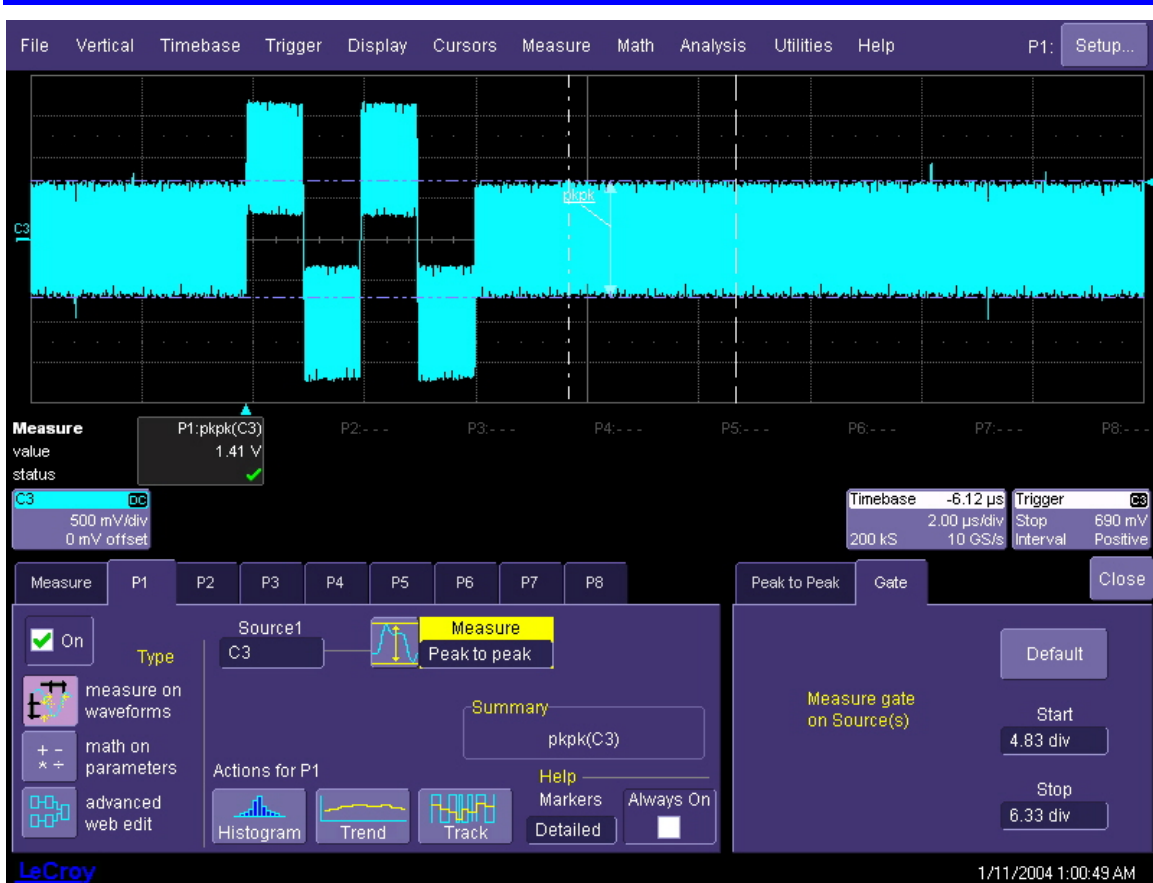 File Vertical Timebase Trigger Display Cursors Measure Math Analysis Utilities Help P1: Setup...
pkpk
C3
Measure P1:pkpk(C3) P2:- - - P3:- - - P4:- - - P5:- - - P6:- - - P7:- - - P8:- - -
value 1.41 V
status
C3 DC
500 mV/div
0 mV offset
Timebase -6.12 µs
2.00 µs/div
200 kS 10 GS/s
Trigger C3
Stop 690 mV
Interval Positive
Measure P1 P2 P3 P4 P5 P6 P7 P8
Peak to Peak Gate Close
On
Type
measure on
waveforms
math on
parameters
advanced
web edit
Source1
C3
Measure
Peak to peak
Summary
pkpk(C3)
Actions for P1
Histogram Trend Track
Help
Markers Always On
Detailed
Measure gate
on Source(s)
Default
Start
4.83 div
Stop
6.33 div
LeCroy 1/11/2004 1:00:49 AM